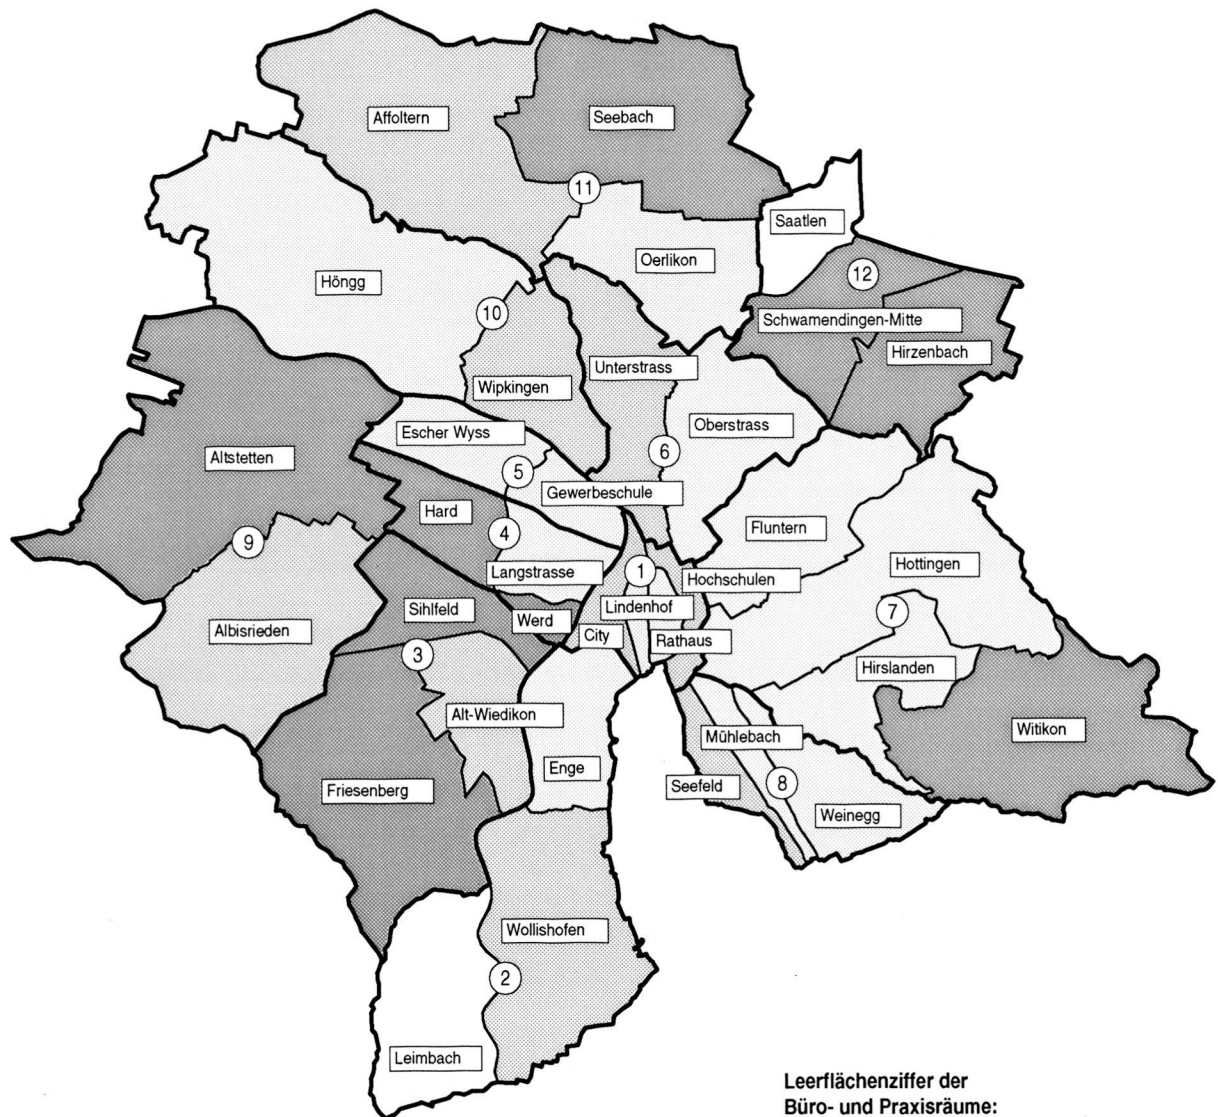 Affoltern
Seebach
11
Saatlen
Oerlikon
Höngg
12
10
Schwamendingen-Mitte
Hirzenbach
Unterstrass
Wipkingen
Oberstrass
Escher Wyss
6
Altstetten
5
Gewerbeschule
Hard
Fluntern
4
9
Hottingen
1
Langstrasse
Hochschulen
Sihlfeld
Lindenhof
7
Werd
Albisrieden
City
Rathaus
3
Hirslanden
Alt-Wiedikon
Witikon
Mühlebach
Enge
8
Seefeld
Friesenberg
Weinegg
Wollishofen
2
Leimbach
Leerflächenziffer der
Büro- und Praxisräume: